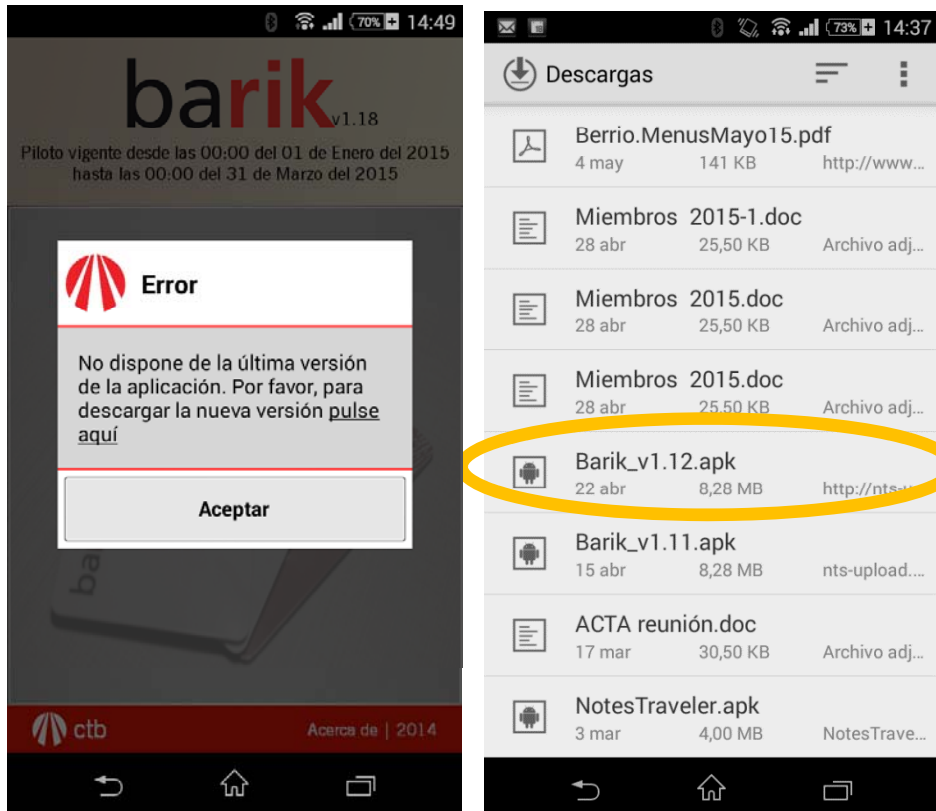 70% 14:49
barik v1.18
Piloto vigente desde las 00:00 del 01 de Enero del 2015
hasta las 00:00 del 31 de Marzo del 2015
Error
No dispone de la última versión
de la aplicación. Por favor, para
descargar la nueva versión pulse
aquí
Aceptar
ba
ctb
Acerca de | 2014
73% 14:37
Descargas
Berrio.MenusMayo15.pdf
4 may 141 KB http://www...
Miembros 2015-1.doc
28 abr 25,50 KB Archivo adj...
Miembros 2015.doc
28 abr 25,50 KB Archivo adj...
Miembros 2015.doc
28 abr 25,50 KB Archivo adj...
Barik_v1.12.apk
22 abr 8,28 MB http://nts-u...
Barik_v1.11.apk
15 abr 8,28 MB nts-upload....
ACTA reunión.doc
17 mar 30,50 KB Archivo adj...
NotesTraveler.apk
3 mar 4,00 MB NotesTrave...